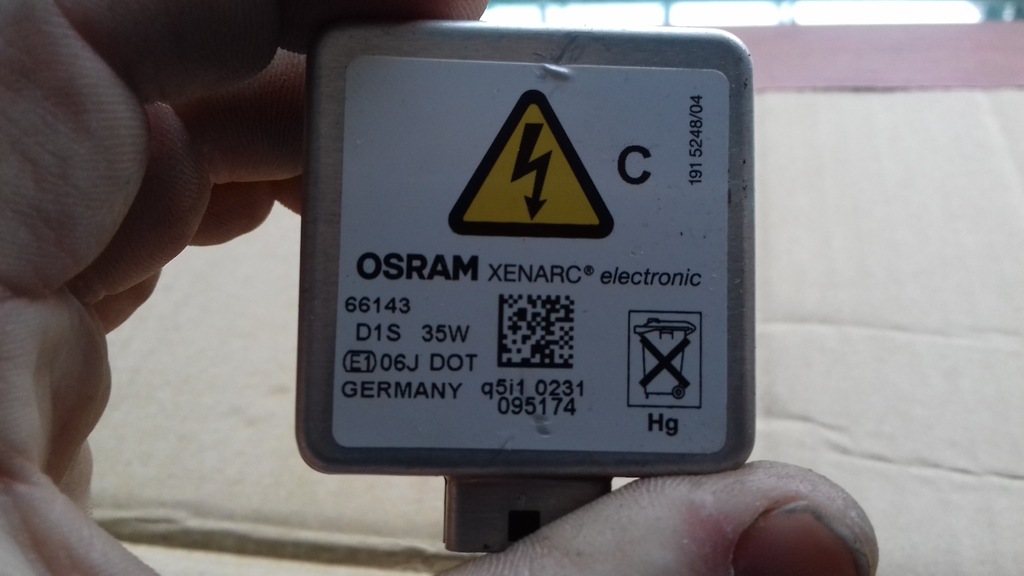 C
191 5248/04
OSRAM XENARC® electronic
66143
D1S 35W
E1 06J DOT
GERMANY
q5i1 0231
095174
Hg